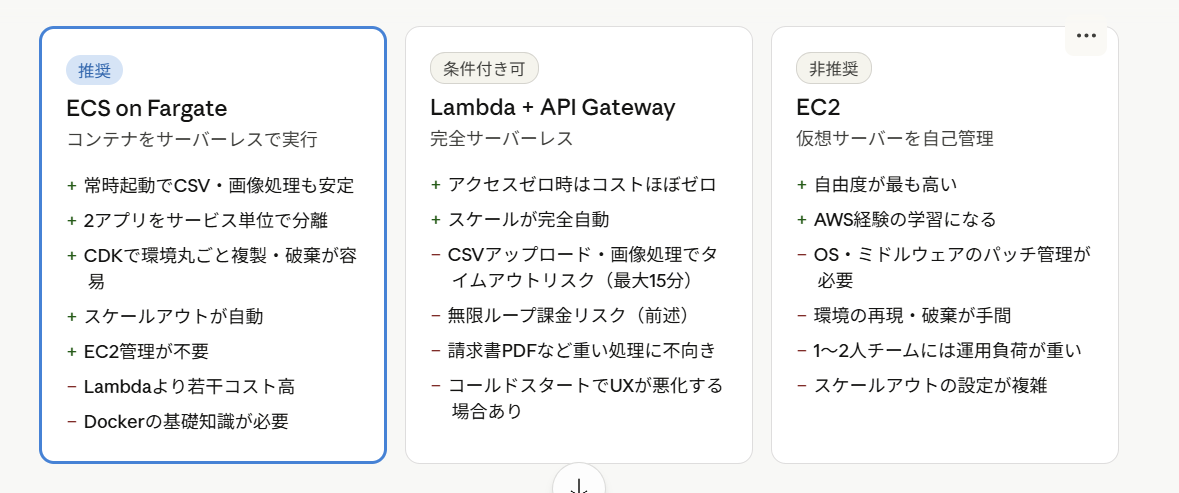 推奨
ECS on Fargate
コンテナをサーバーレスで実行
+ 常時起動でCSV・画像処理も安定
+ 2アプリをサービス単位で分離
+ CDKで環境丸ごと複製・破棄が容
易
+ スケールアウトが自動
+ EC2管理が不要
− Lambdaより若干コスト高
− Dockerの基礎知識が必要
条件付き可
Lambda + API Gateway
完全サーバーレス
+ アクセスゼロ時はコストほぼゼロ
+ スケールが完全自動
− CSVアップロード・画像処理でタ
イムアウトリスク（最大15分）
− 無限ループ課金リスク（前述）
− 請求書PDFなど重い処理に不向き
− コールドスタートでUXが悪化する
場合あり
非推奨
EC2
仮想サーバーを自己管理
+ 自由度が最も高い
+ AWS経験の学習になる
− OS・ミドルウェアのパッチ管理が
必要
− 環境の再現・破棄が手間
− 1〜2人チームには運用負荷が重い
− スケールアウトの設定が複雑